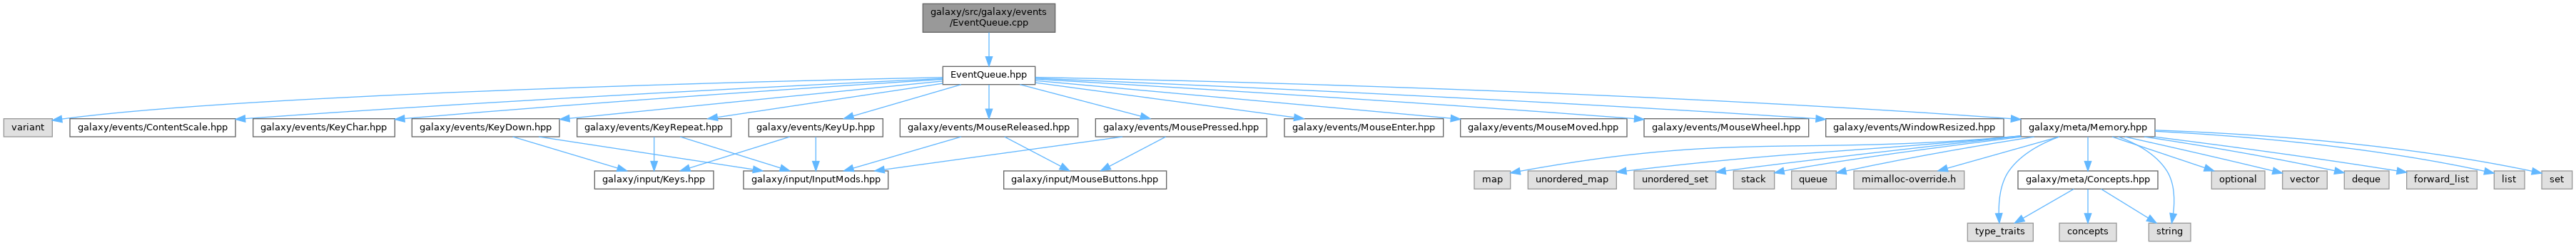 galaxy/src/galaxy/events
/EventQueue.cpp
EventQueue.hpp
variant
galaxy/events/ContentScale.hpp
galaxy/events/KeyChar.hpp
galaxy/events/KeyDown.hpp
galaxy/events/KeyRepeat.hpp
galaxy/events/KeyUp.hpp
galaxy/events/MouseReleased.hpp
galaxy/events/MousePressed.hpp
galaxy/events/MouseEnter.hpp
galaxy/events/MouseMoved.hpp
galaxy/events/MouseWheel.hpp
galaxy/events/WindowResized.hpp
galaxy/meta/Memory.hpp
galaxy/input/Keys.hpp
galaxy/input/InputMods.hpp
galaxy/input/MouseButtons.hpp
map
unordered_map
unordered_set
stack
queue
mimalloc-override.h
galaxy/meta/Concepts.hpp
optional
vector
deque
forward_list
list
set
type_traits
concepts
string